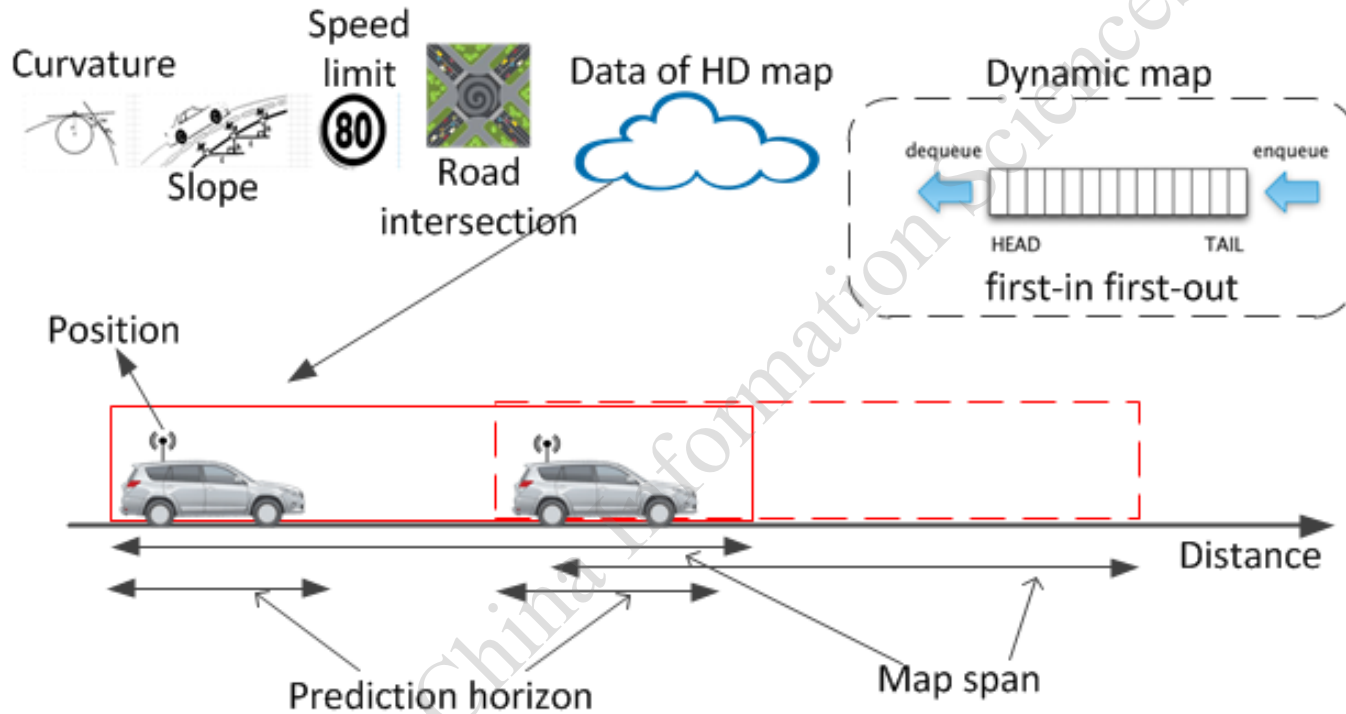 Curvature
Slope
Speed
limit
80
Road
intersection
Data of HD map
Dynamic map
dequeue
enqueue
HEAD
TAIL
first-in first-out
Position
Distance
Prediction horizon
Map span
China Information Sciences